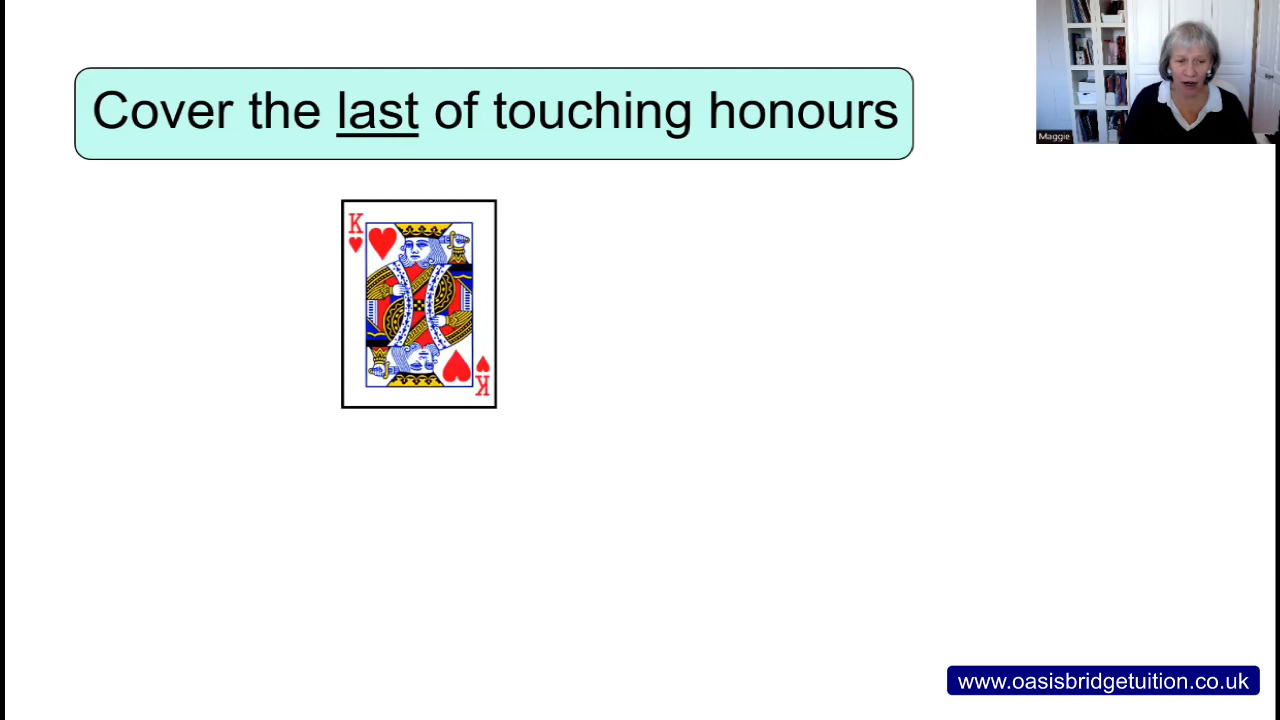 Cover the last of touching honours
Maggie
K
K
www.oasisbridgetuition.co.uk